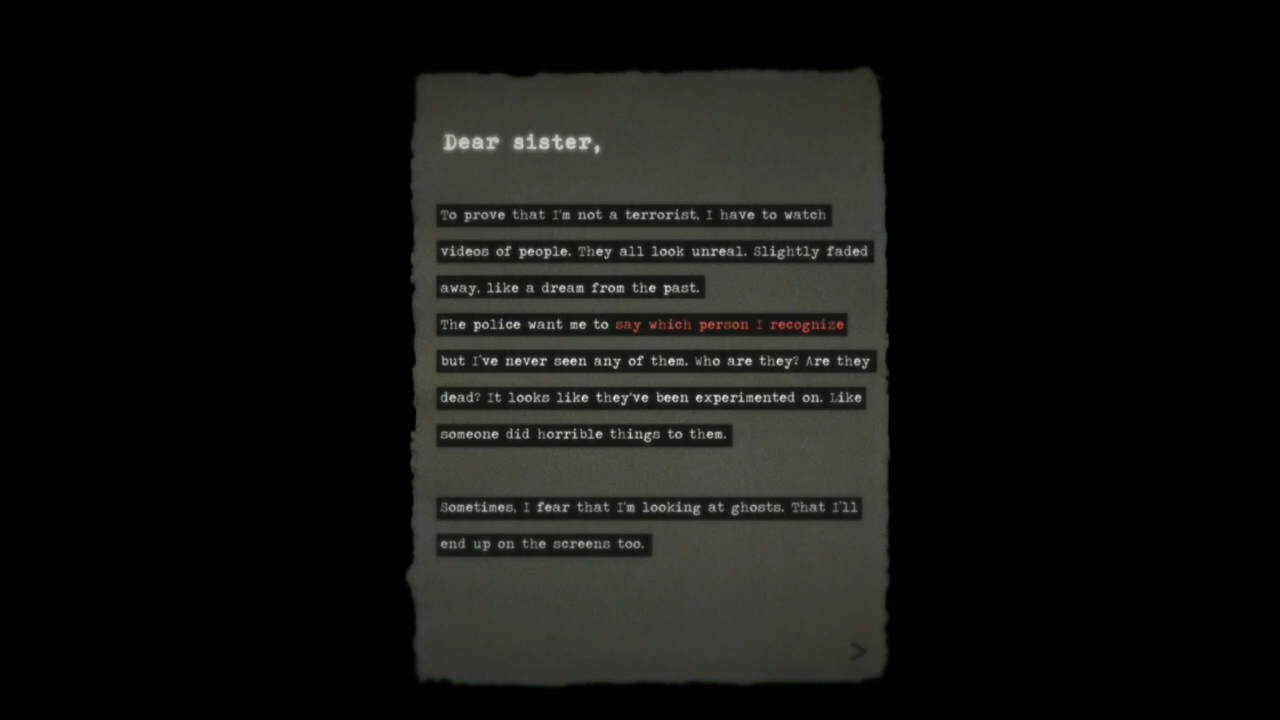 Dear sister,
To prove that I'm not a terrorist, I have to watch
videos of people. They all look unreal. Slightly faded
away, like a dream from the past.
The police want me to say which person I recognize
but I've never seen any of them. Who are they? Are they
dead? It looks like they've been experimented on. Like
someone did horrible things to them.
Sometimes, I fear that I'm looking at ghosts. That I'll
end up on the screens too.
>